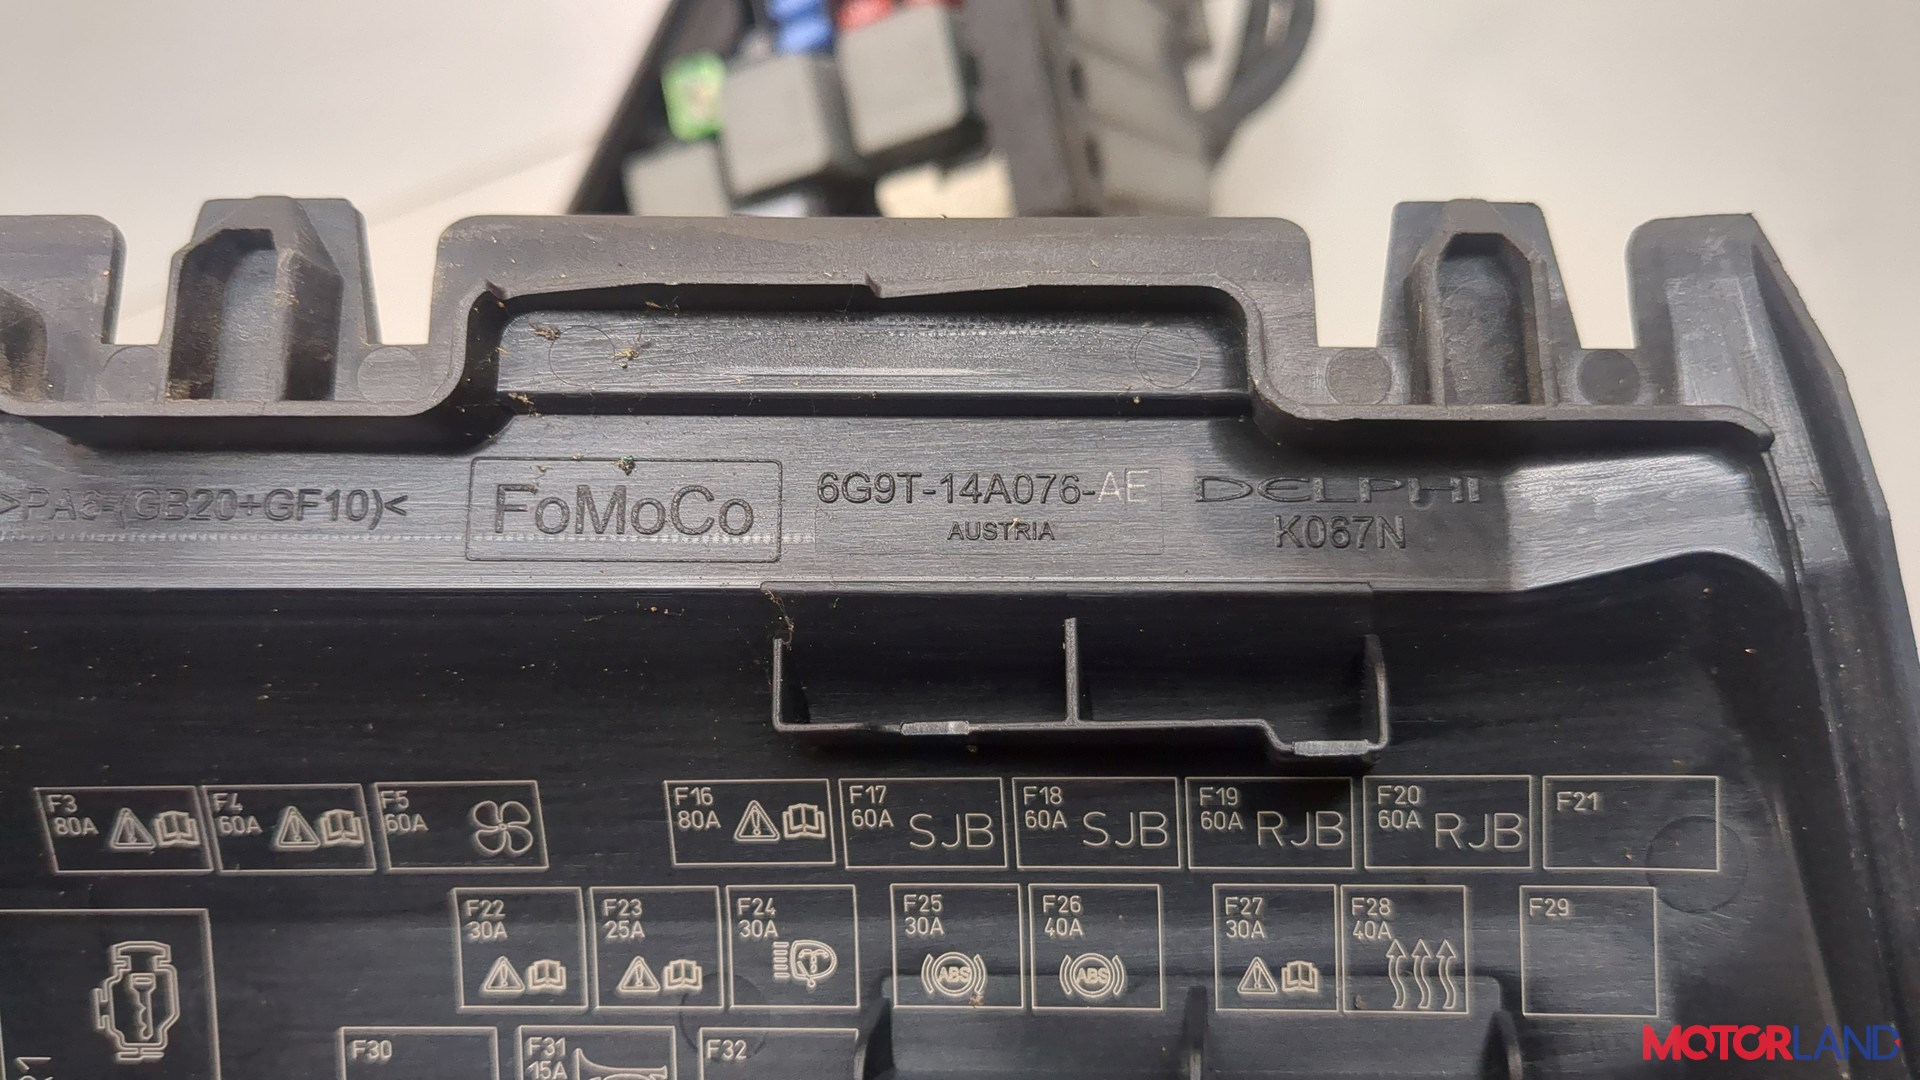 >PA6-(GB20+GF10)<
FoMoCo
6G9T-14A076-AE
AUSTRIA
DELPHI
K067N
F3
80A
F4
60A
F5
60A
F16
80A
F17
60A SJB
F18
60A SJB
F19
60A RJB
F20
60A RJB
F21
F22
30A
F23
25A
F24
30A
F25
30A
ABS
F26
40A
ABS
F27
30A
F28
40A
F29
F30
F31
15A
F32
MOTORLAND